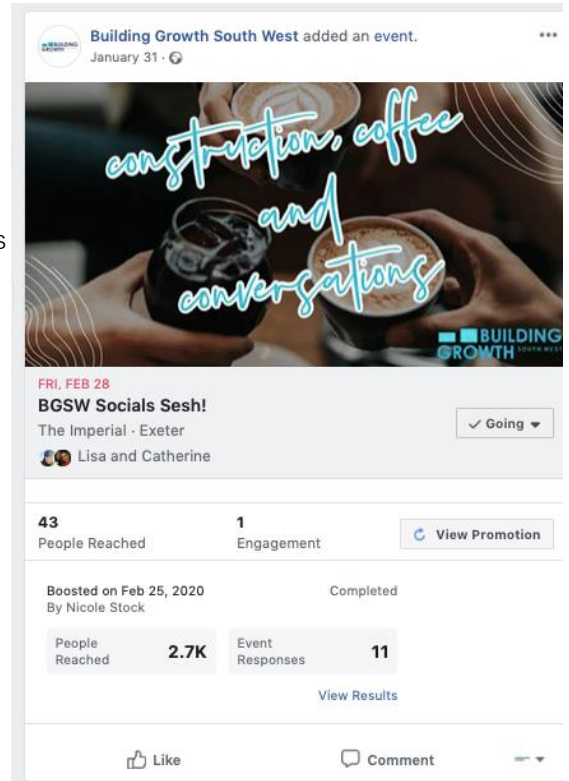 Building Growth South West added an event.
January 31
BUILDING
GROWTH
construction, coffee
and
conversations
BUILDING
GROWTH SOUTH WEST
s
FRI, FEB 28
BGSW Socials Sesh!
The Imperial · Exeter
Going
Lisa and Catherine
43
People Reached
1
Engagement
View Promotion
Boosted on Feb 25, 2020
By Nicole Stock
Completed
People
Reached
2.7K
Event
Responses
11
View Results
Like
Comment